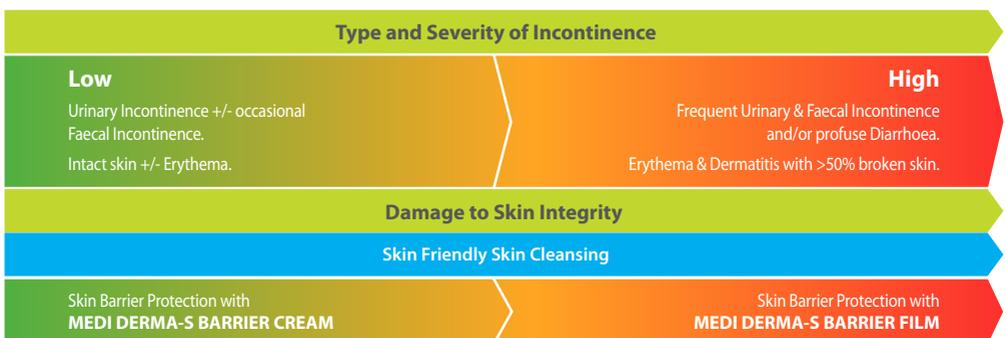 Type and Severity of Incontinence
Low
Urinary Incontinence +/- occasional
Faecal Incontinence.
Intact skin +/- Erythema.
High
Frequent Urinary & Faecal Incontinence
and/or profuse Diarrhoea.
Erythema & Dermatitis with >50% broken skin.
Damage to Skin Integrity
Skin Friendly Skin Cleansing
Skin Barrier Protection with
MEDI DERMA-S BARRIER CREAM
Skin Barrier Protection with
MEDI DERMA-S BARRIER FILM